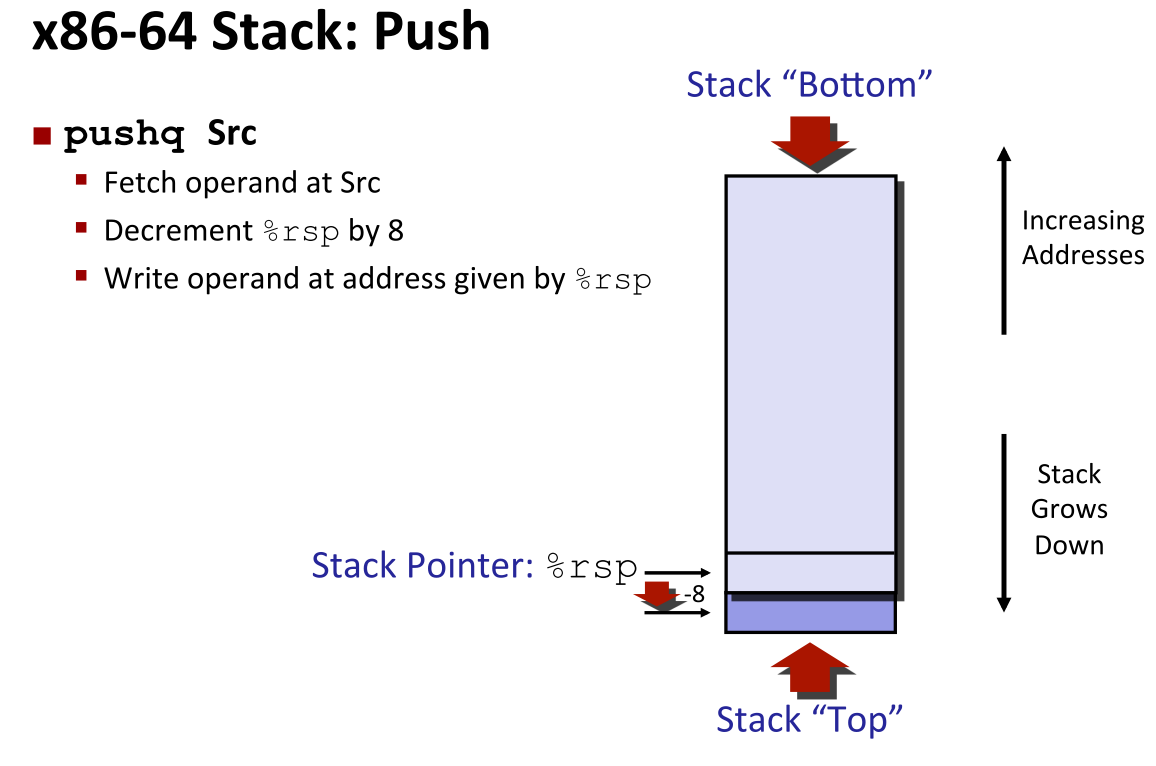 x86-64 Stack: Push
pushq Src
Fetch operand at Src
Decrement %rsp by 8
Write operand at address given by %rsp
Stack “Bottom”
Increasing
Addresses
Stack
Grows
Down
Stack Pointer: %rsp
-8
Stack “Top”